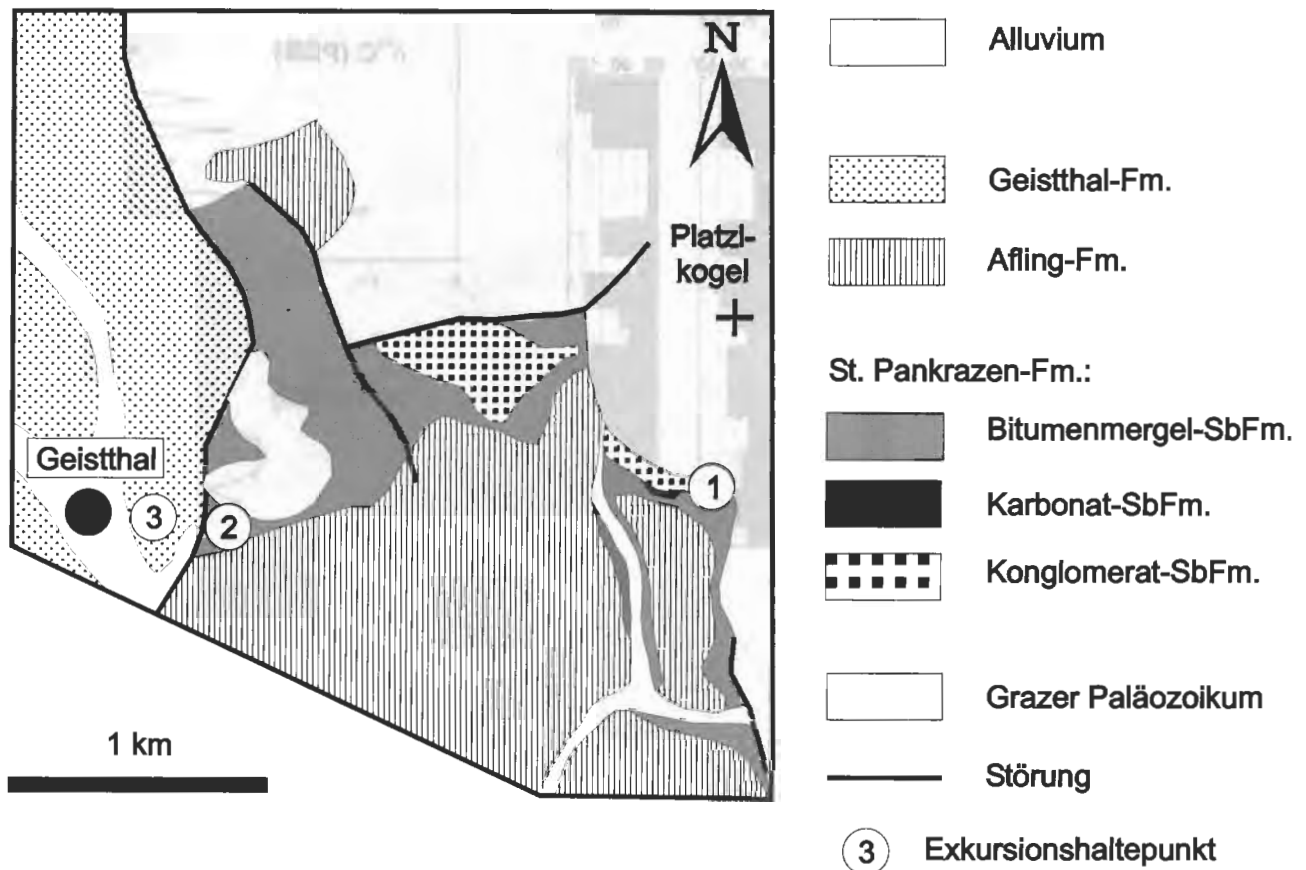 N
Platzl-
kogel
Geistthal
1
2
3
1 km
Alluvium
Geistthal-Fm.
Afling-Fm.
St. Pankrazen-Fm.:
Bitumenmergel-SbFm.
Karbonat-SbFm.
Konglomerat-SbFm.
Grazer Paläozoikum
Störung
3 Exkursionshaltepunkt